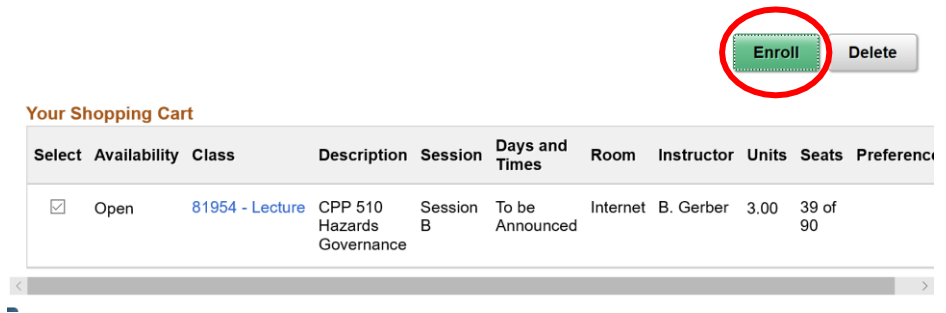 Enroll Delete
Your Shopping Cart
Select Availability Class Description Session Days and Times Room Instructor Units Seats Preference
Open 81954 - Lecture CPP 510 Hazards Governance Session B To be Announced Internet B. Gerber 3.00 39 of 90